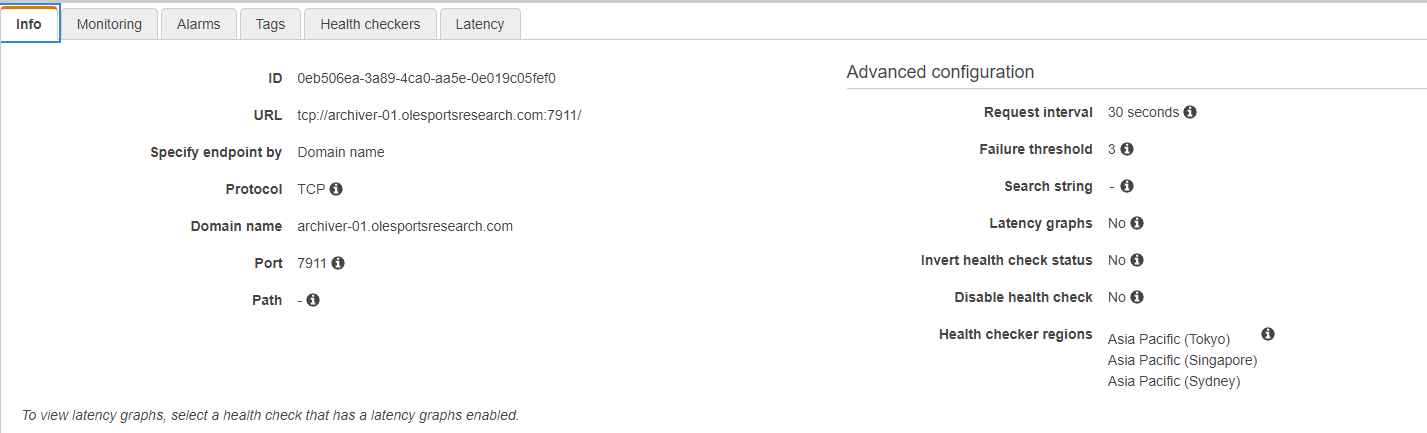 Info Monitoring Alarms Tags Health checkers Latency
ID 0eb506ea-3a89-4ca0-aa5e-0e019c05fef0
URL tcp://archiver-01.olesportsresearch.com:7911/
Specify endpoint by Domain name
Protocol TCP
Domain name archiver-01.olesportsresearch.com
Port 7911
Path -
Advanced configuration
Request interval 30 seconds
Failure threshold 3
Search string -
Latency graphs No
Invert health check status No
Disable health check No
Health checker regions Asia Pacific (Tokyo)
Asia Pacific (Singapore)
Asia Pacific (Sydney)
To view latency graphs, select a health check that has a latency graphs enabled.